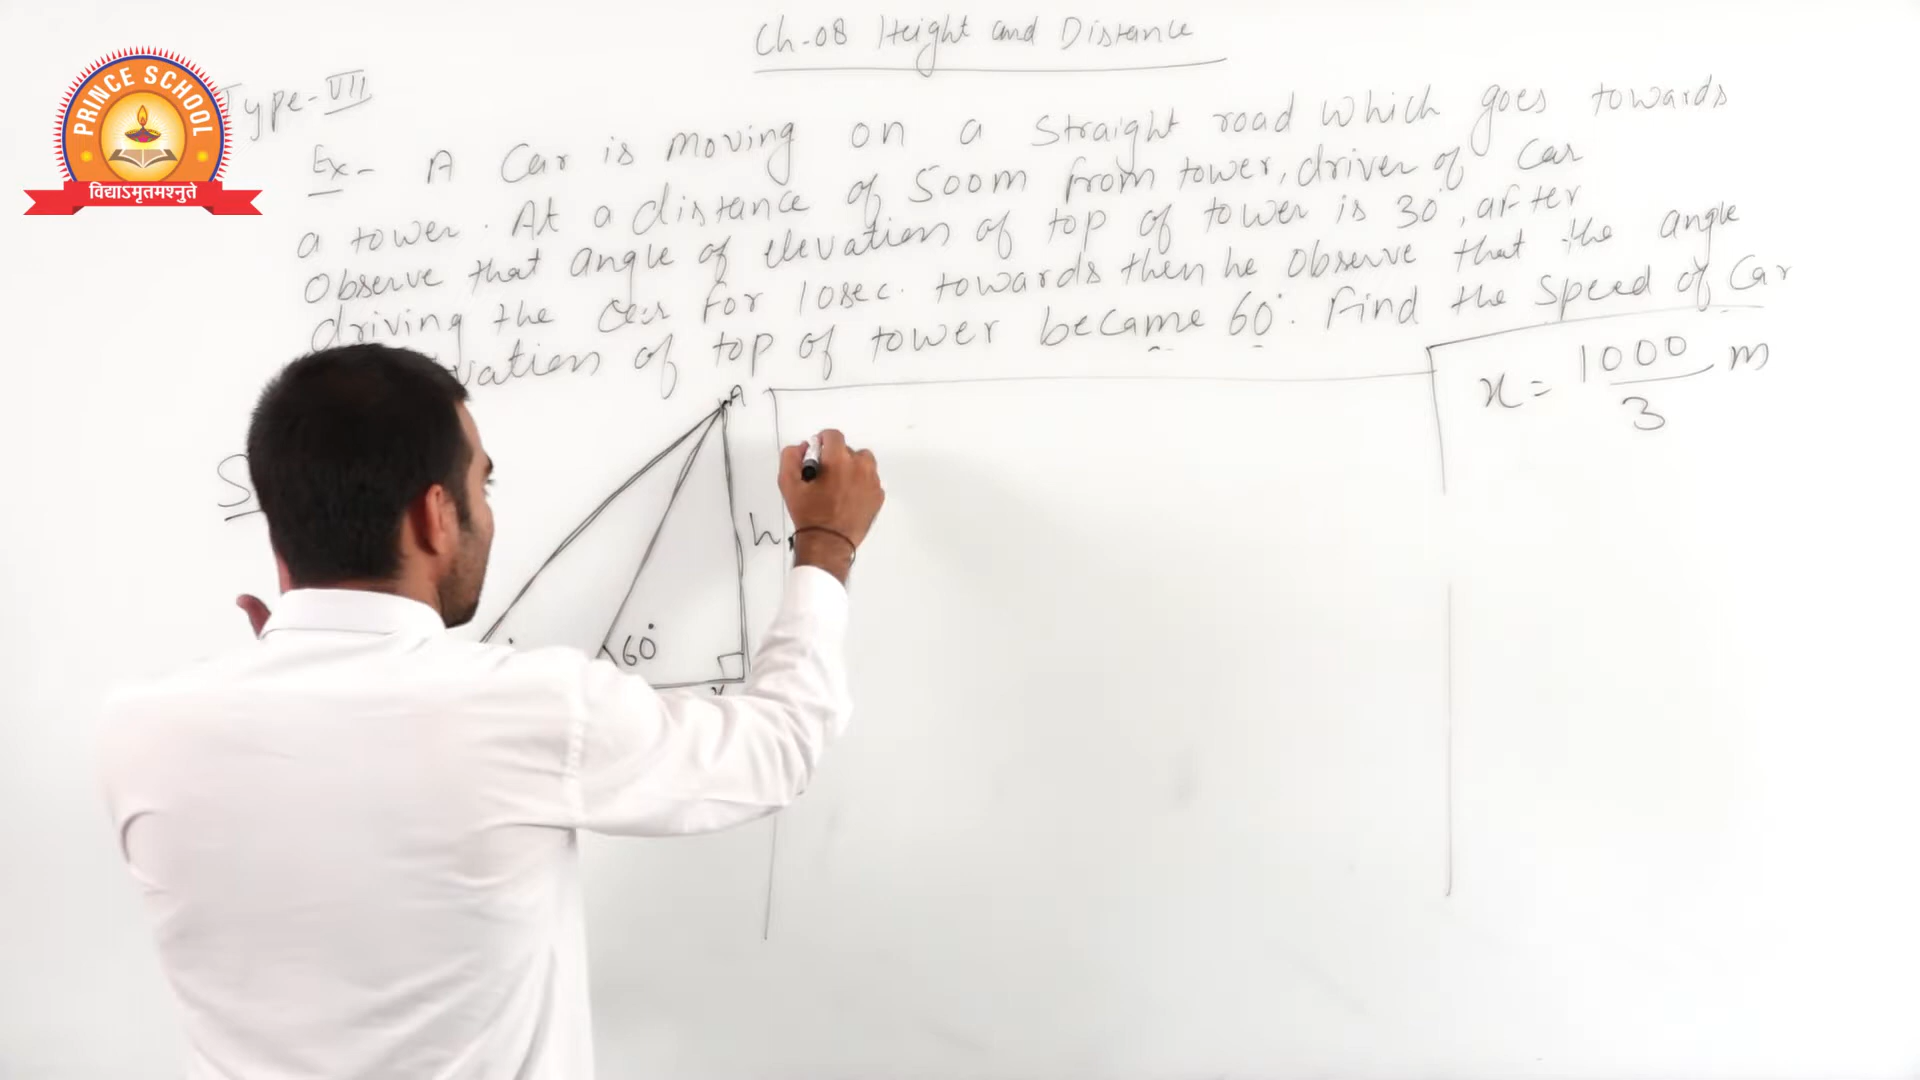 Ch-08 Height and Distance
PRINCE SCHOOL
विद्याऽमृतमश्नुते
Type-VII
Ex- A Car is moving on a straight road which goes towards
a tower. At a distance of 500m from tower, driver of car
observe that angle of elevation of top of tower is 30°, after
driving the car for 10sec. towards then he observe that the angle
vation of top of tower became 60°. Find the speed of car
x = 1000/3 m
A
h
60°
x